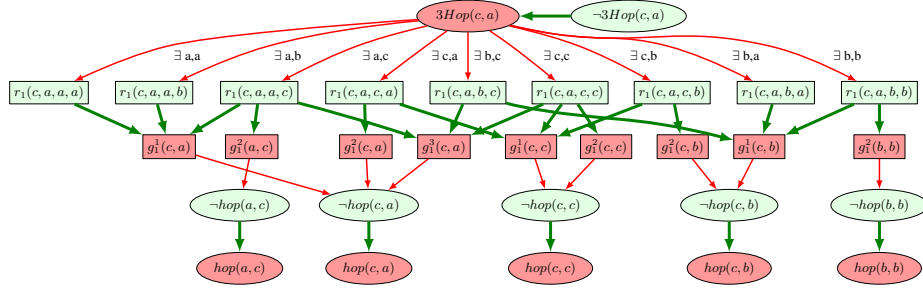 3Hop(c, a) ¬3Hop(c, a)
∃ a,a ∃ a,b ∃ a,c ∃ c,a ∃ b,c ∃ c,c ∃ c,b ∃ b,a ∃ b,b
r₁(c, a, a, a) r₁(c, a, a, b) r₁(c, a, a, c) r₁(c, a, c, a) r₁(c, a, b, c) r₁(c, a, c, c) r₁(c, a, c, b) r₁(c, a, b, a) r₁(c, a, b, b)
g₁¹(c, a) g₁²(a, c) g₁²(c, a) g₁³(c, a) g₁¹(c, c) g₁²(c, c) g₁²(c, b) g₁¹(c, b) g₁²(b, b)
¬hop(a, c) ¬hop(c, a) ¬hop(c, c) ¬hop(c, b) ¬hop(b, b)
hop(a, c) hop(c, a) hop(c, c) hop(c, b) hop(b, b)